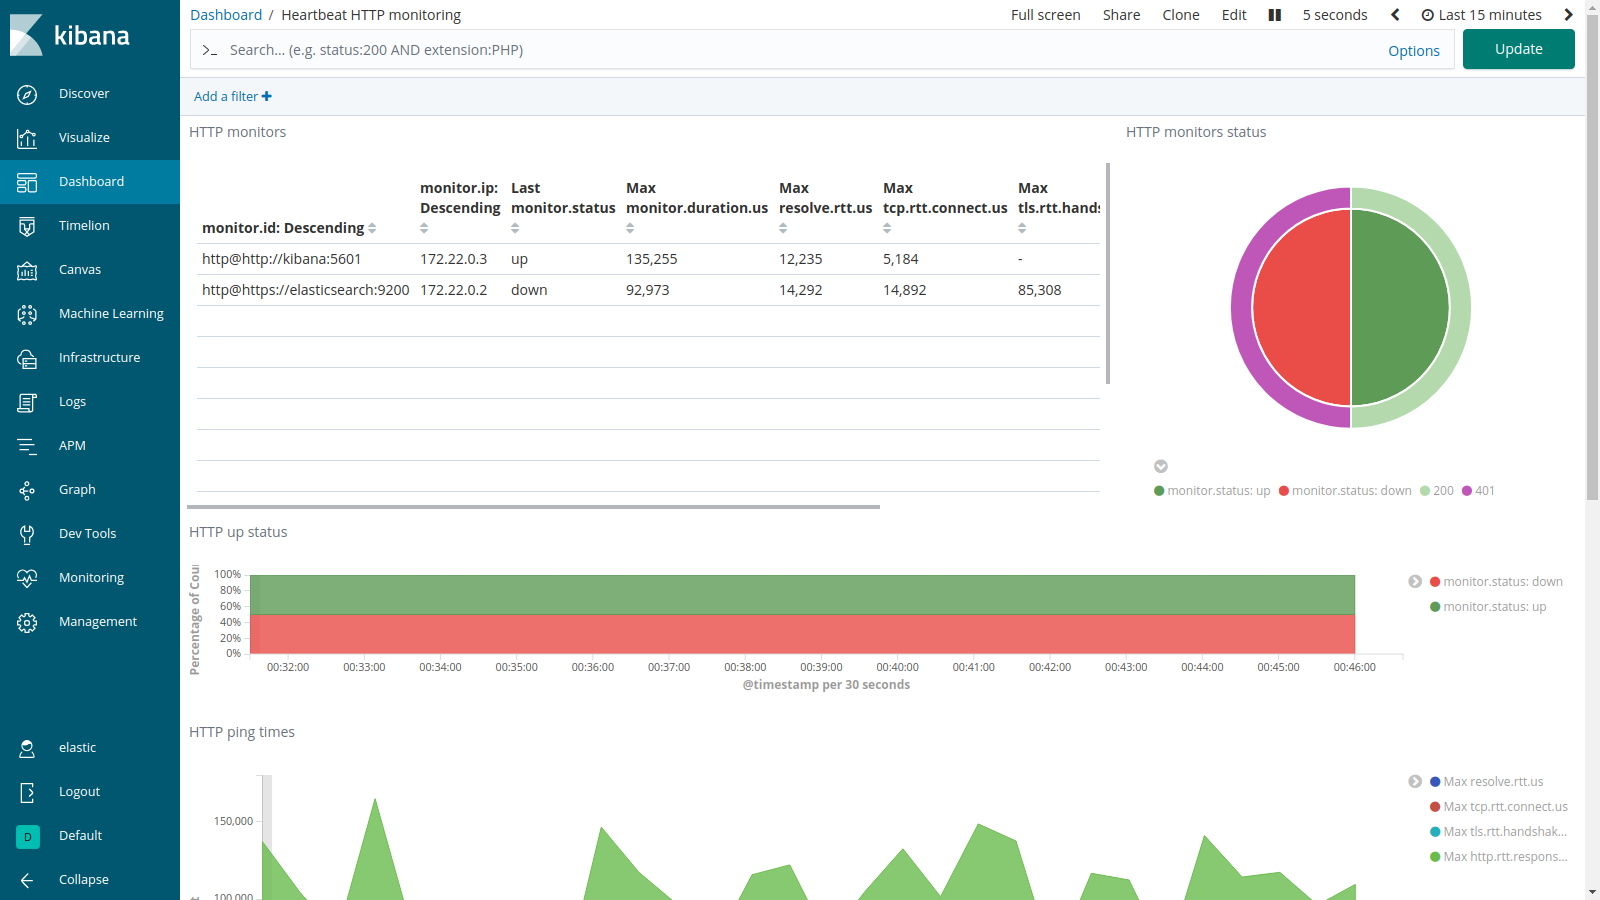 kibana
Discover
Visualize
Dashboard
Timelion
Canvas
Machine Learning
Infrastructure
Logs
APM
Graph
Dev Tools
Monitoring
Management
elastic
Logout
D Default
Collapse
Dashboard / Heartbeat HTTP monitoring
Full screen Share Clone Edit 5 seconds Last 15 minutes
>_ Search... (e.g. status:200 AND extension:PHP) Options Update
Add a filter +
HTTP monitors
monitor.id: Descending monitor.ip: Descending Last monitor.status Max monitor.duration.us Max resolve.rtt.us Max tcp.rtt.connect.us Max tls.rtt.hands
http@http://kibana:5601 172.22.0.3 up 135,255 12,235 5,184 -
http@https://elasticsearch:9200 172.22.0.2 down 92,973 14,292 14,892 85,308
HTTP monitors status
monitor.status: up monitor.status: down 200 401
HTTP up status
Percentage of Cou
100%
80%
60%
40%
20%
0%
00:32:00 00:33:00 00:34:00 00:35:00 00:36:00 00:37:00 00:38:00 00:39:00 00:40:00 00:41:00 00:42:00 00:43:00 00:44:00 00:45:00 00:46:00
@timestamp per 30 seconds
monitor.status: down
monitor.status: up
HTTP ping times
150,000
100,000
Max resolve.rtt.us
Max tcp.rtt.connect.us
Max tls.rtt.handshak...
Max http.rtt.respons...